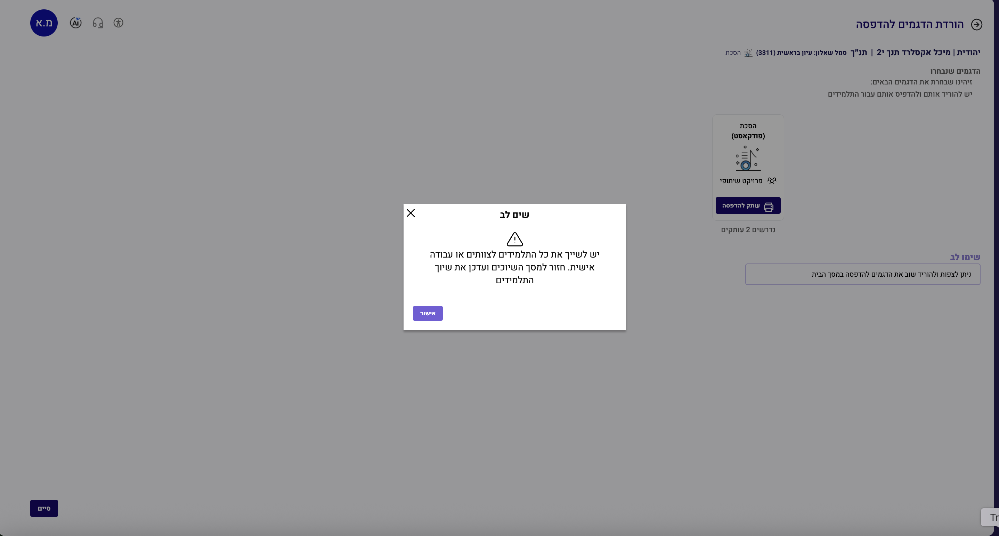 הורדת הדגמים להדפסה
מ.א
AI
יהודית | מיכל אקסלרד תנך י2 | תנ״ך סמל שאלון: עיון בראשית (3311) הסכת
הדגמים שנבחרו
זיהינו שבחרת את הדגמים הבאים:
יש להוריד אותם ולהדפיס אותם עבור התלמידים
הסכת
(פודקאסט)
פרויקט שיתופי
עותק להדפסה
נדרשים 2 עותקים
שים לב
יש לשייך את כל התלמידים לצוותים או עבודה
אישית. חזור למסך השיוכים ועדכן את שיוך
התלמידים
אישור
שימו לב
ניתן לצפות ולהוריד שוב את הדגמים להדפסה במסך הבית
סיים
Tr